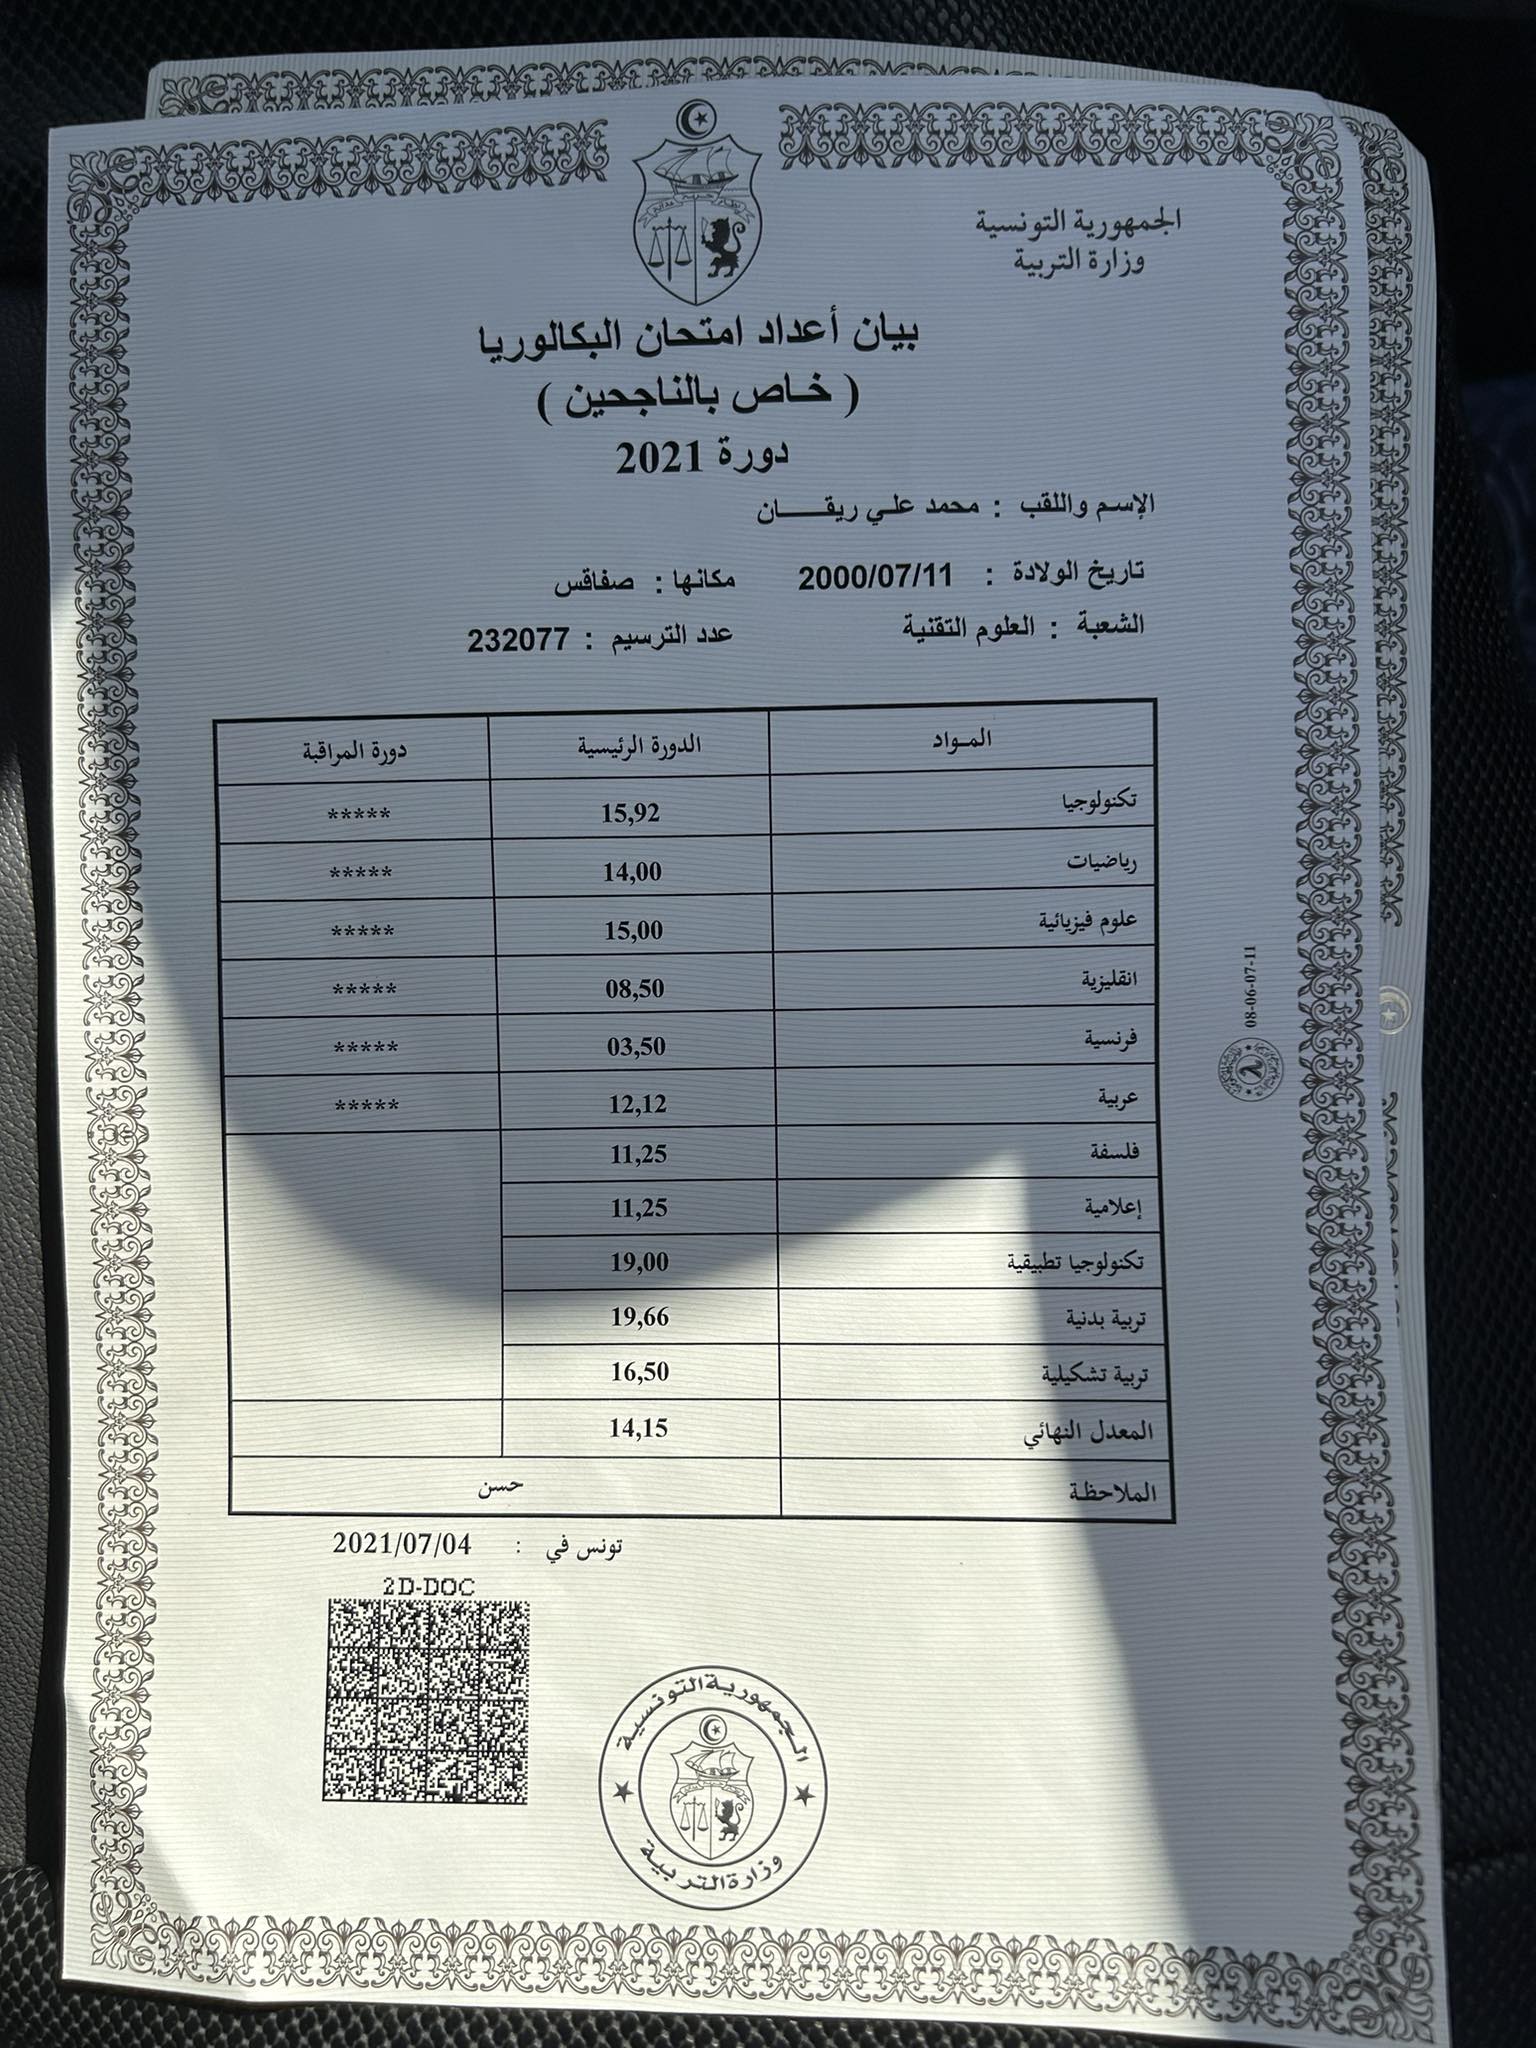 الجمهورية التونسية
وزارة التربية
بيان أعداد امتحان البكالوريا
( خاص بالناجحين )
دورة 2021
الإسم واللقب : محمد علي ريقـــــان
تاريخ الولادة : 2000/07/11 مكانها : صفاقس
الشعبة : العلوم التقنية عدد الترسيم : 232077
المـواد الدورة الرئيسية دورة المراقبة
تكنولوجيا 15,92 *****
رياضيات 14,00 *****
علوم فيزيائية 15,00 *****
انقليزية 08,50 *****
فرنسية 03,50 *****
عربية 12,12 *****
فلسفة 11,25
إعلامية 11,25
تكنولوجيا تطبيقية 19,00
تربية بدنية 19,66
تربية تشكيلية 16,50
المعدل النهائي 14,15
الملاحظة حسن
تونس في : 2021/07/04
2D-DOC
الجمهورية التونسية
وزارة التربية
08-06-07-11